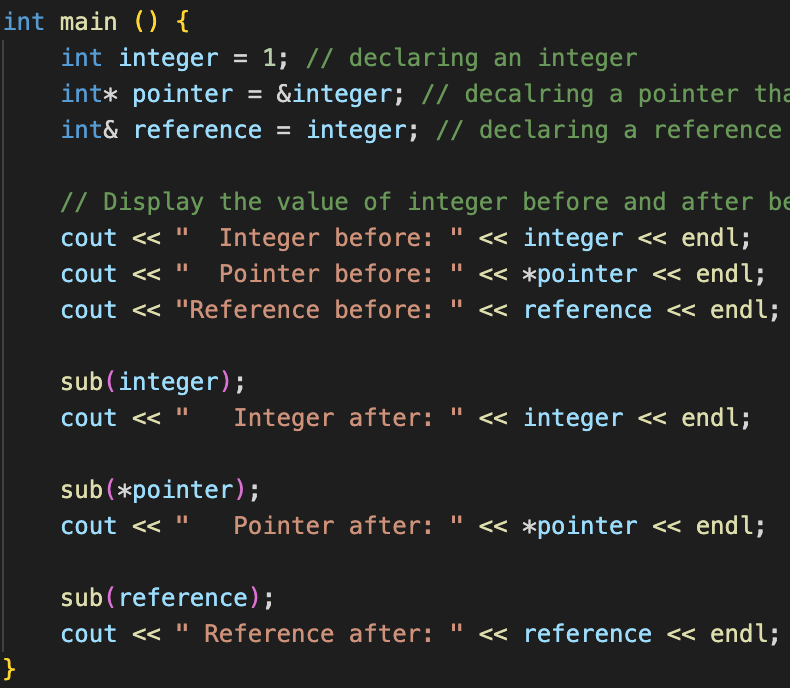 int main () {
    int integer = 1; // declaring an integer
    int* pointer = &integer; // decalring a pointer
    int& reference = integer; // declaring a reference

    // Display the value of integer before and after
    cout << "  Integer before: " << integer << endl;
    cout << "  Pointer before: " << *pointer << endl;
    cout << "Reference before: " << reference << endl;

    sub(integer);
    cout << "   Integer after: " << integer << endl;

    sub(*pointer);
    cout << "   Pointer after: " << *pointer << endl;

    sub(reference);
    cout << " Reference after: " << reference << endl;
}